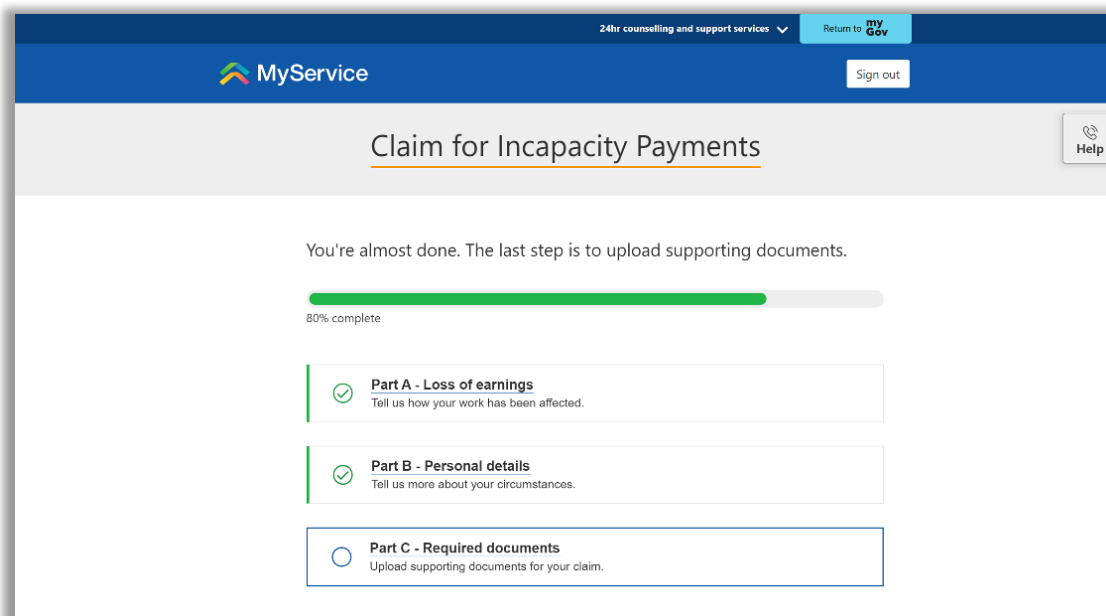 24hr counselling and support services
Return to myGov
MyService
Sign out
Claim for Incapacity Payments
Help
You're almost done. The last step is to upload supporting documents.
80% complete
Part A - Loss of earnings
Tell us how your work has been affected.
Part B - Personal details
Tell us more about your circumstances.
Part C - Required documents
Upload supporting documents for your claim.